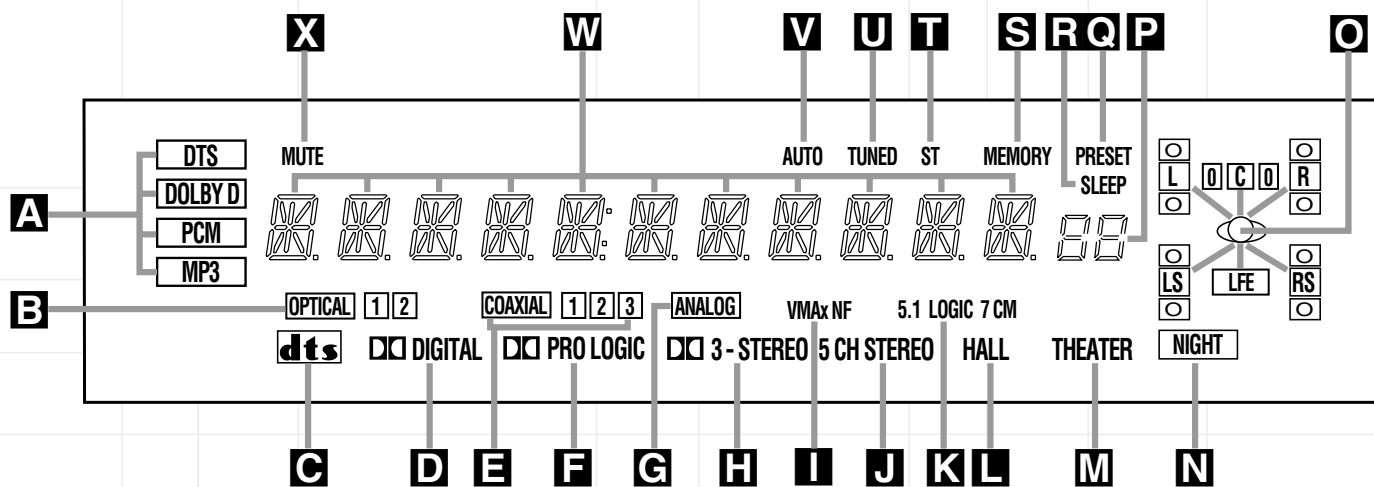 X W V U T S R Q P O
DTS MUTE AUTO TUNED ST MEMORY PRESET
SLEEP
L O C O R
DOLBY D
A
PCM
MP3
LS LFE RS
B OPTICAL 1 2 COAXIAL 1 2 3 ANALOG VMAx NF 5.1 LOGIC 7 CM
dts DIGITAL PRO LOGIC 3 - STEREO 5 CH STEREO HALL THEATER NIGHT
C D E F G H I J K L M N